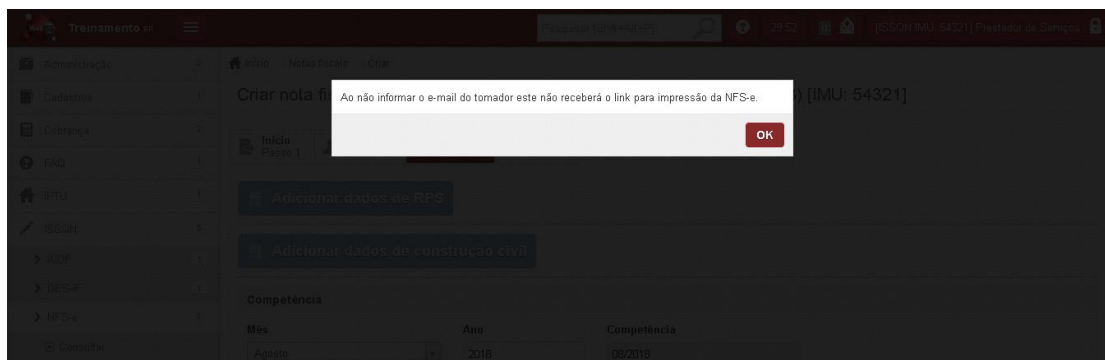 Treinamento
Pesquisar (Shift+Alt+P)
29:52
[ISSQN IMU: 54321] Prestador de Serviços
Administração
Cadastros
Cobrança
FAQ
IPTU
ISSQN
AIDF
DES-IF
NFS-e
Consultar
Início Notas fiscais Criar
Criar nota fi
) [IMU: 54321]
Ao não informar o e-mail do tomador este não receberá o link para impressão da NFS-e.
OK
Início
Passo 1
Adicionar dados de RPS
Adicionar dados de construção civil
Competência
Mês Ano Competência
Agosto 2018 08/2018